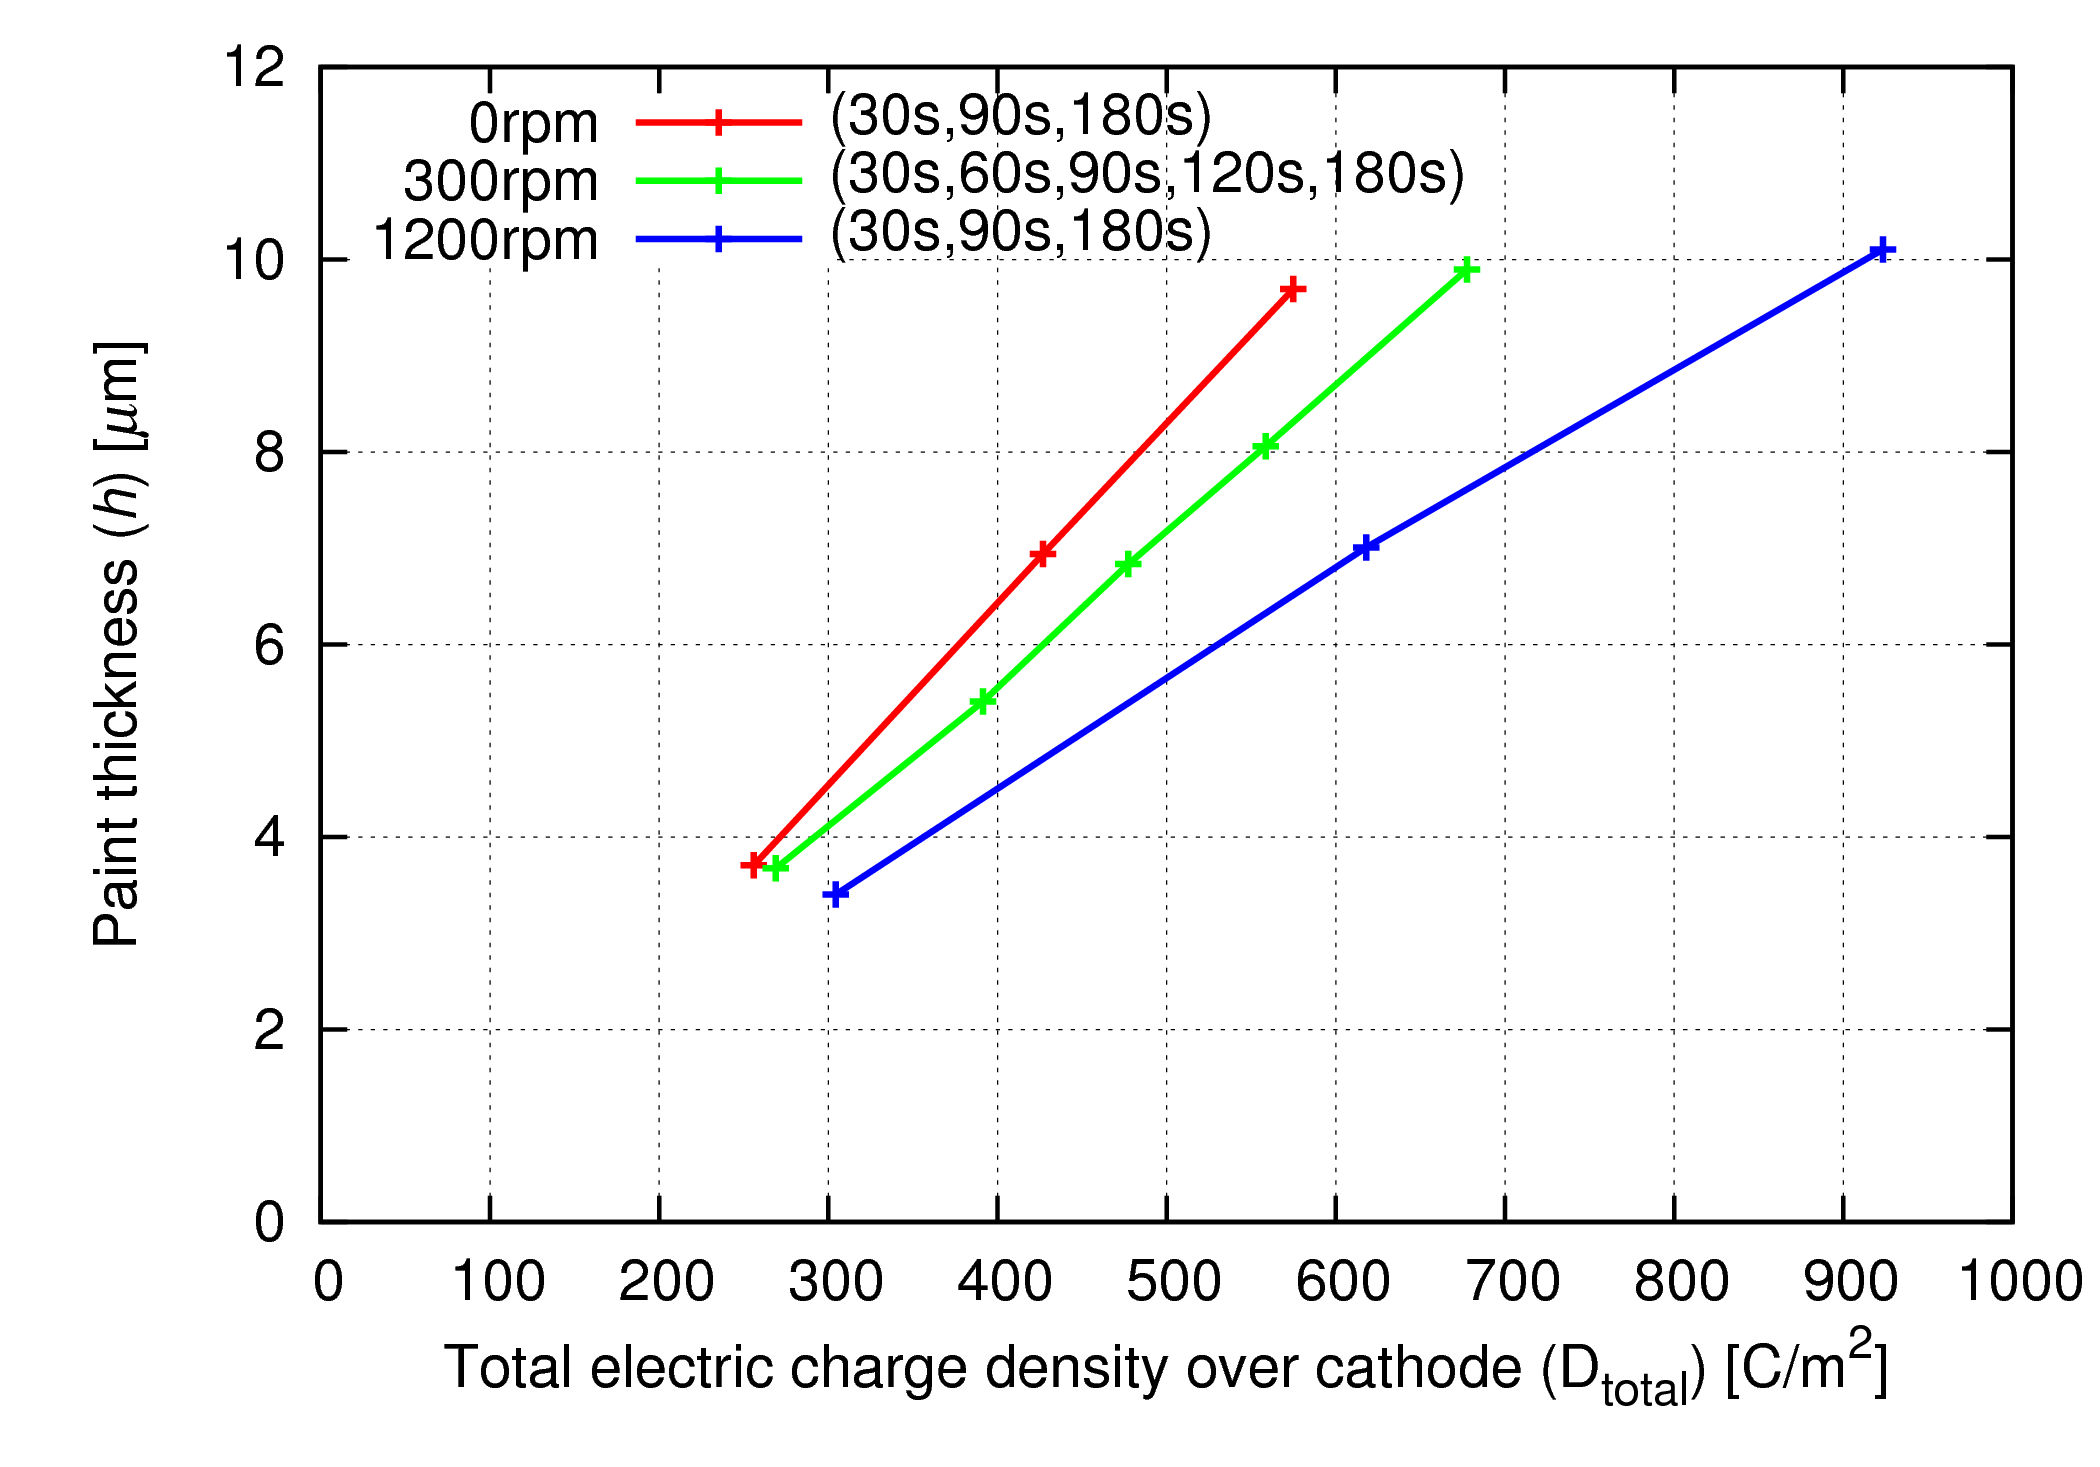 12
10
8
6
4
2
0
0rpm (30s,90s,180s)
300rpm (30s,60s,90s,120s,180s)
1200rpm (30s,90s,180s)
Paint thickness (h) [μm]
0 100 200 300 400 500 600 700 800 900 1000
Total electric charge density over cathode (Dtotal) [C/m²]